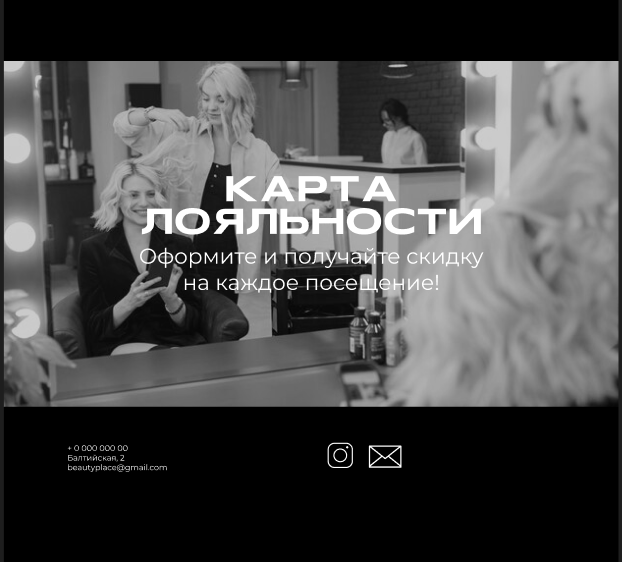 КАРТА
ЛОЯЛЬНОСТИ
Оформите и получайте скидку
на каждое посещение!
+ 0 000 000 00
Балтийская, 2
beautyplace@gmail.com